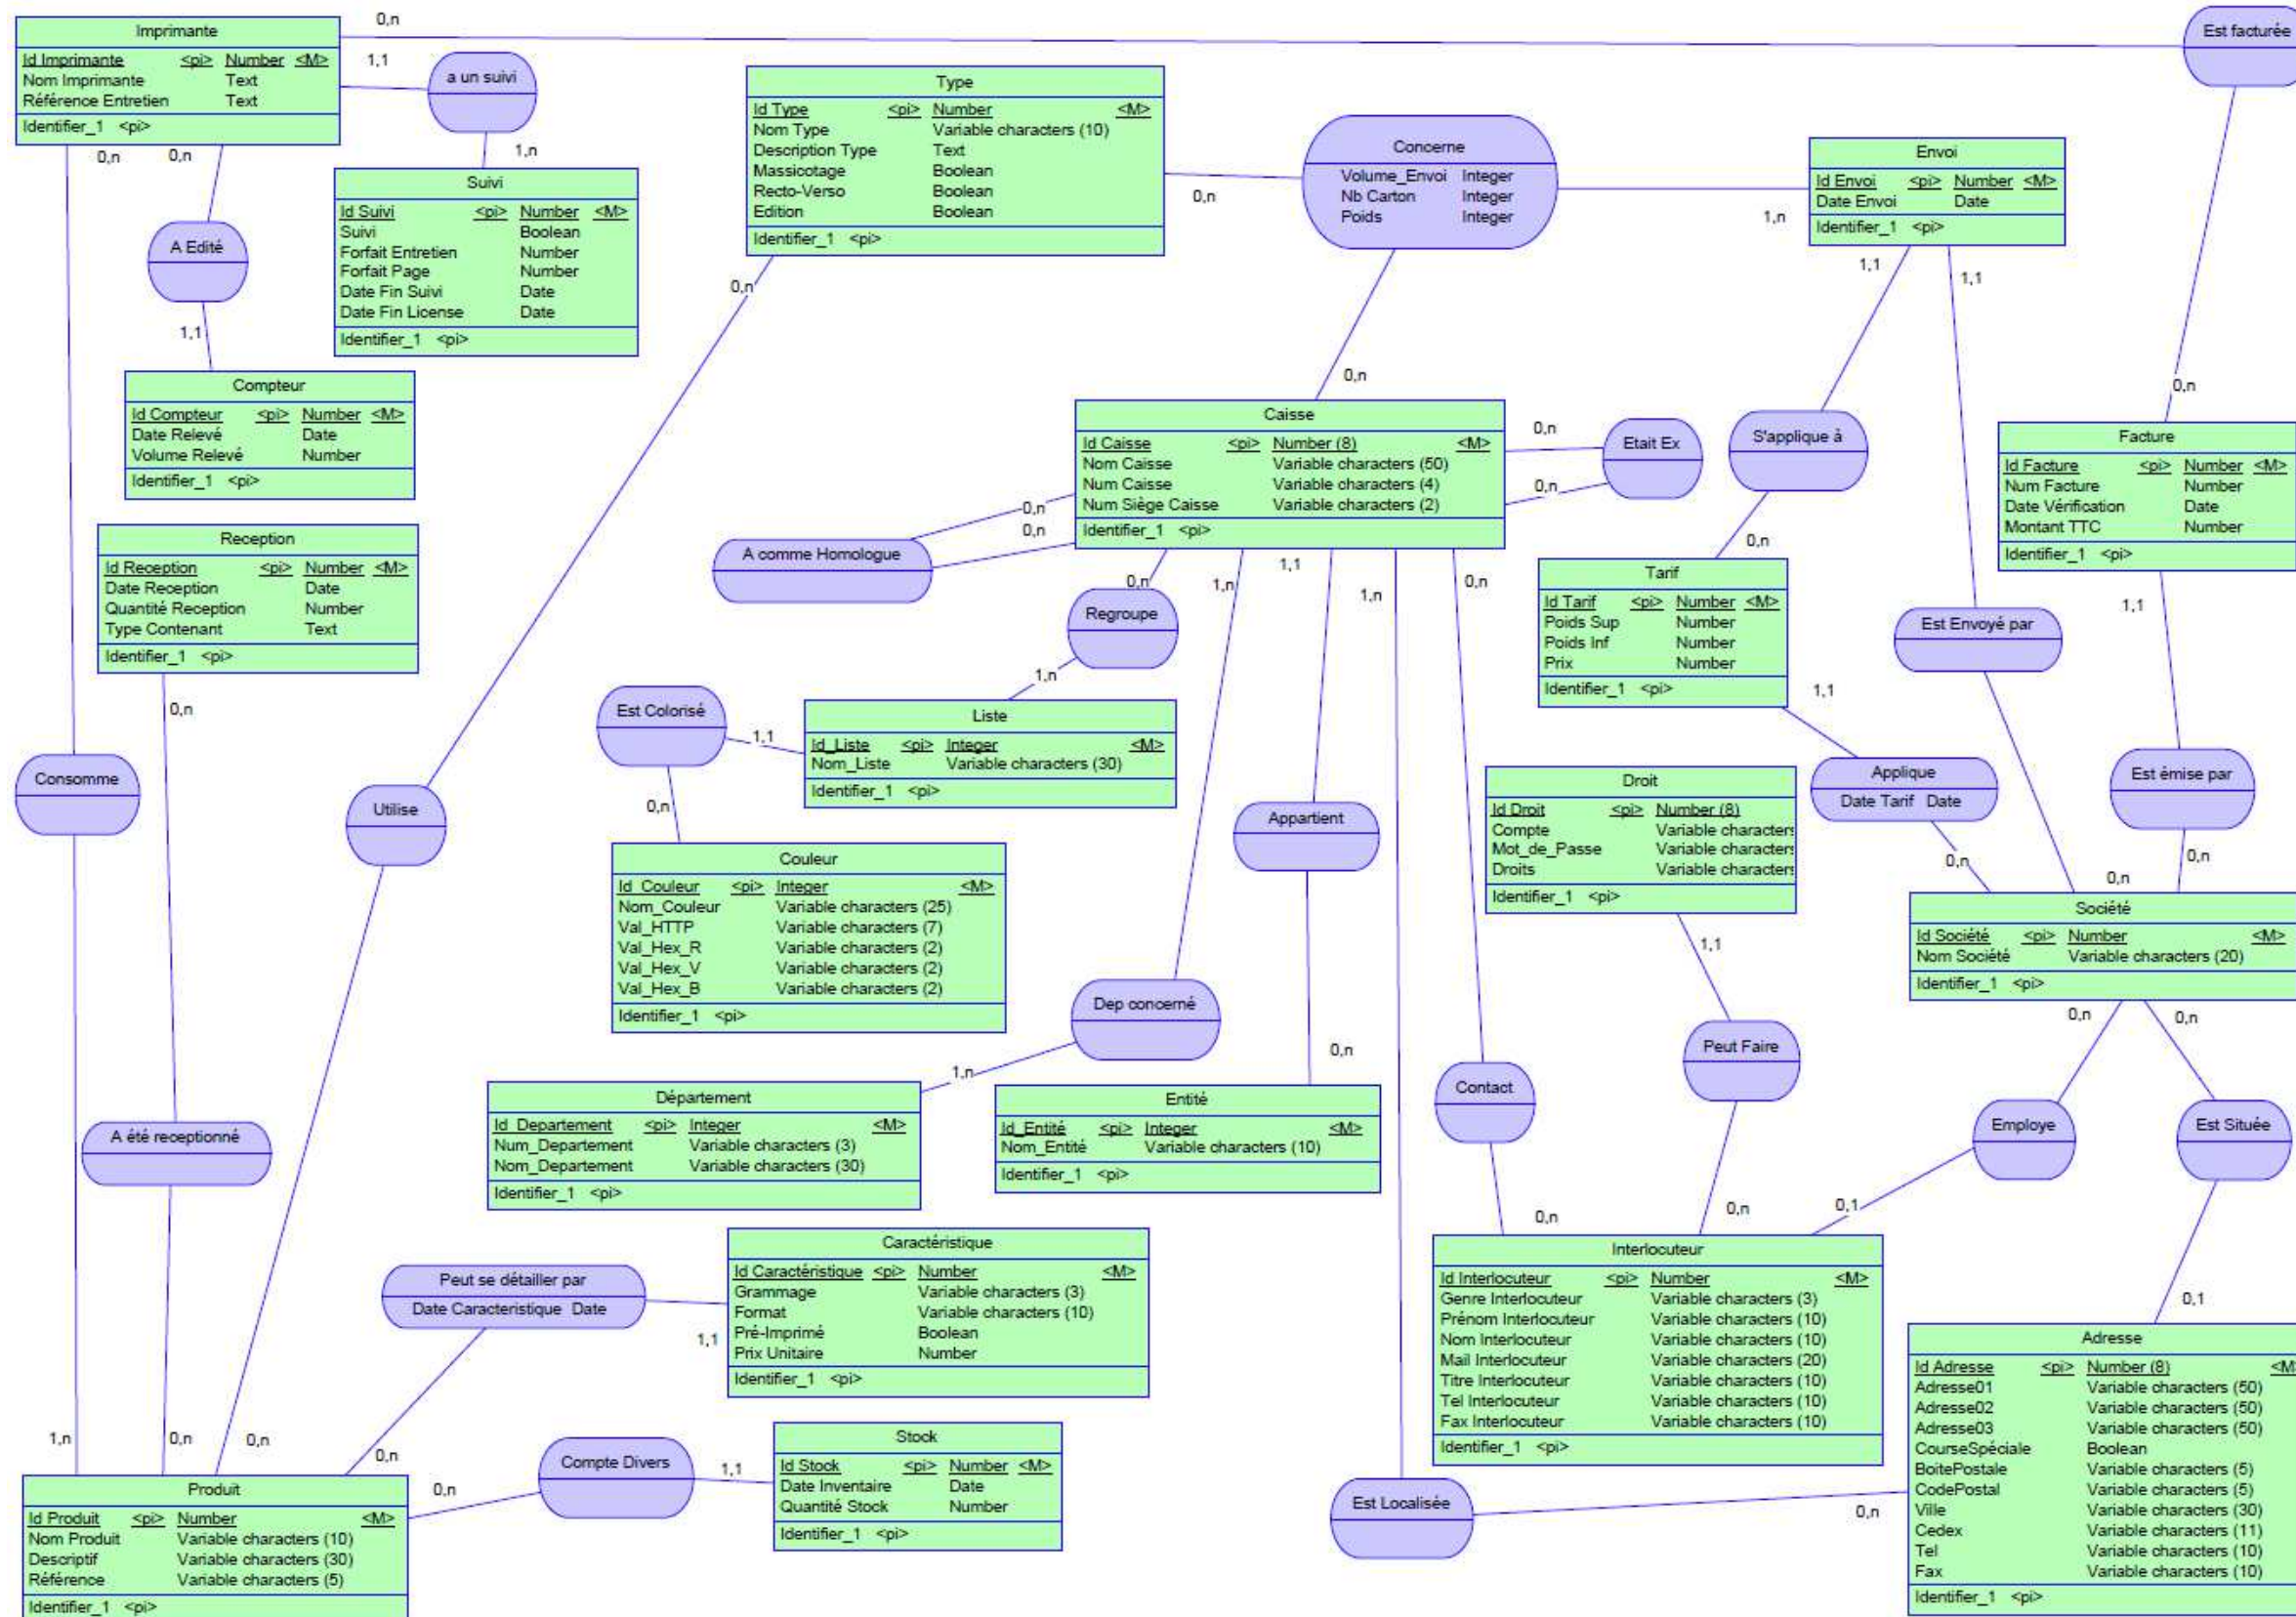 Imprimante
Id Imprimante <pi> Number <M>
Nom Imprimante Text
Référence Entretien Text
Identifier_1 <pi>
0,n
1,1
0,n
0,n
a un suivi
1,n
Est facturée
0,n
A Edité
1,1
Suivi
Id Suivi <pi> Number <M>
Suivi Boolean
Forfait Entretien Number
Forfait Page Number
Date Fin Suivi Date
Date Fin License Date
Identifier_1 <pi>
Type
Id Type <pi> Number <M>
Nom Type Variable characters (10)
Description Type Text
Massicotage Boolean
Recto-Verso Boolean
Edition Boolean
Identifier_1 <pi>
0,n
0,n
Concerne
Volume_Envoi Integer
Nb Carton Integer
Poids Integer
1,n
0,n
Envoi
Id Envoi <pi> Number <M>
Date Envoi Date
Identifier_1 <pi>
1,1
1,1
Compteur
Id Compteur <pi> Number <M>
Date Relevé Date
Volume Relevé Number
Identifier_1 <pi>
Caisse
Id Caisse <pi> Number (8) <M>
Nom Caisse Variable characters (50)
Num Caisse Variable characters (4)
Num Siège Caisse Variable characters (2)
Identifier_1 <pi>
0,n
0,n
Etait Ex
S'applique à
0,n
Facture
Id Facture <pi> Number <M>
Num Facture Number
Date Vérification Date
Montant TTC Number
Identifier_1 <pi>
1,1
0,n
0,n
A comme Homologue
0,n
1,n
1,1
1,n
0,n
Reception
Id Reception <pi> Number <M>
Date Reception Date
Quantité Reception Number
Type Contenant Text
Identifier_1 <pi>
0,n
Regroupe
1,n
Tarif
Id Tarif <pi> Number <M>
Poids Sup Number
Poids Inf Number
Prix Number
Identifier_1 <pi>
1,1
Est Envoyé par
Est Colorisé
1,1
0,n
Liste
Id_Liste <pi> Integer <M>
Nom_Liste Variable characters (30)
Identifier_1 <pi>
Consomme
Utilise
Appartient
Droit
Id Droit <pi> Number (8)
Compte Variable characters
Mot_de_Passe Variable characters
Droits Variable characters
Identifier_1 <pi>
1,1
Applique
Date Tarif Date
0,n
Est émise par
0,n
0,n
Couleur
Id_Couleur <pi> Integer <M>
Nom_Couleur Variable characters (25)
Val_HTTP Variable characters (7)
Val_Hex_R Variable characters (2)
Val_Hex_V Variable characters (2)
Val_Hex_B Variable characters (2)
Identifier_1 <pi>
Société
Id Société <pi> Number <M>
Nom Société Variable characters (20)
Identifier_1 <pi>
0,n
0,n
Dep concerné
1,n
0,n
Peut Faire
Contact
Employe
Est Située
A été receptionné
Département
Id_Departement <pi> Integer <M>
Num_Departement Variable characters (3)
Nom_Departement Variable characters (30)
Identifier_1 <pi>
Entité
Id_Entité <pi> Integer <M>
Nom_Entité Variable characters (10)
Identifier_1 <pi>
0,n
0,n
0,1
0,1
Peut se détailler par
Date Caracteristique Date
1,1
Caractéristique
Id Caractéristique <pi> Number <M>
Grammage Variable characters (3)
Format Variable characters (10)
Pré-Imprimé Boolean
Prix Unitaire Number
Identifier_1 <pi>
Interlocuteur
Id Interlocuteur <pi> Number <M>
Genre Interlocuteur Variable characters (3)
Prénom Interlocuteur Variable characters (10)
Nom Interlocuteur Variable characters (10)
Mail Interlocuteur Variable characters (20)
Titre Interlocuteur Variable characters (10)
Tel Interlocuteur Variable characters (10)
Fax Interlocuteur Variable characters (10)
Identifier_1 <pi>
Adresse
Id Adresse <pi> Number (8) <M
Adresse01 Variable characters (50)
Adresse02 Variable characters (50)
Adresse03 Variable characters (50)
CourseSpéciale Boolean
BoitePostale Variable characters (5)
CodePostal Variable characters (5)
Ville Variable characters (30)
Cedex Variable characters (11)
Tel Variable characters (10)
Fax Variable characters (10)
Identifier_1 <pi>
1,n
0,n
0,n
0,n
0,n
Compte Divers
1,1
Stock
Id Stock <pi> Number <M>
Date Inventaire Date
Quantité Stock Number
Identifier_1 <pi>
Est Localisée
0,n
Produit
Id Produit <pi> Number <M>
Nom Produit Variable characters (10)
Descriptif Variable characters (30)
Référence Variable characters (5)
Identifier_1 <pi>